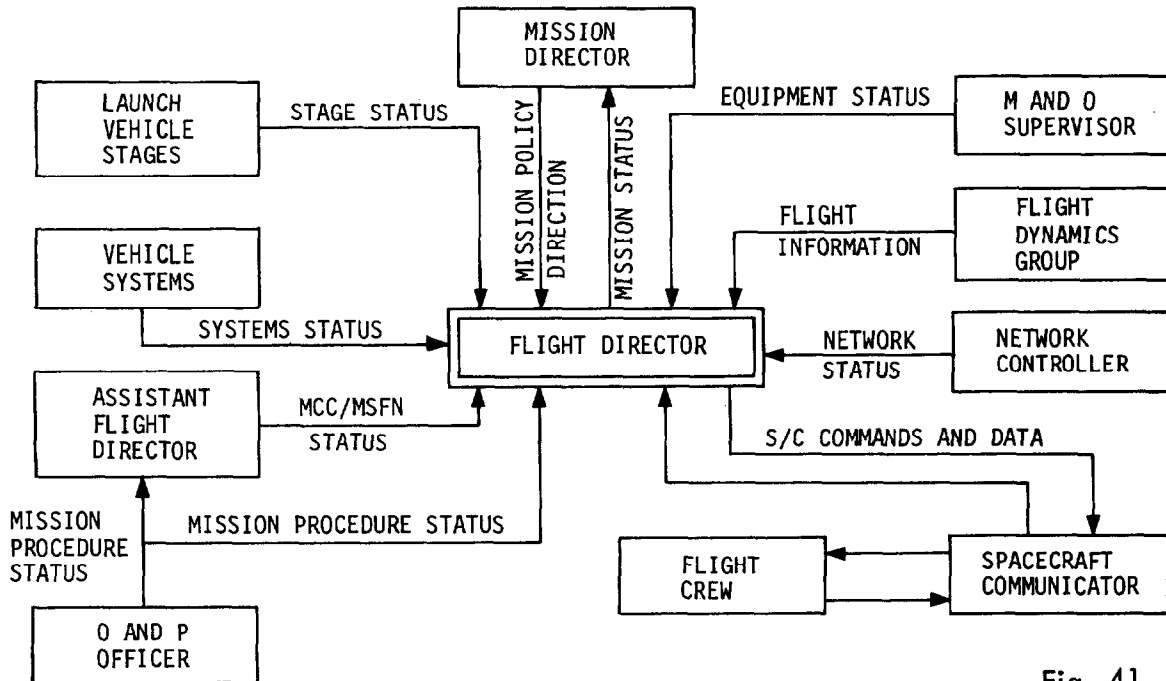 MISSION
DIRECTOR
LAUNCH
VEHICLE
STAGES
STAGE STATUS
MISSION POLICY
DIRECTION
MISSION STATUS
EQUIPMENT STATUS
M AND O
SUPERVISOR
FLIGHT
INFORMATION
FLIGHT
DYNAMICS
GROUP
VEHICLE
SYSTEMS
SYSTEMS STATUS
FLIGHT DIRECTOR
NETWORK
STATUS
NETWORK
CONTROLLER
ASSISTANT
FLIGHT
DIRECTOR
MCC/MSFN
STATUS
S/C COMMANDS AND DATA
MISSION
PROCEDURE
STATUS
MISSION PROCEDURE STATUS
FLIGHT
CREW
SPACECRAFT
COMMUNICATOR
O AND P
OFFICER
Fig. 41